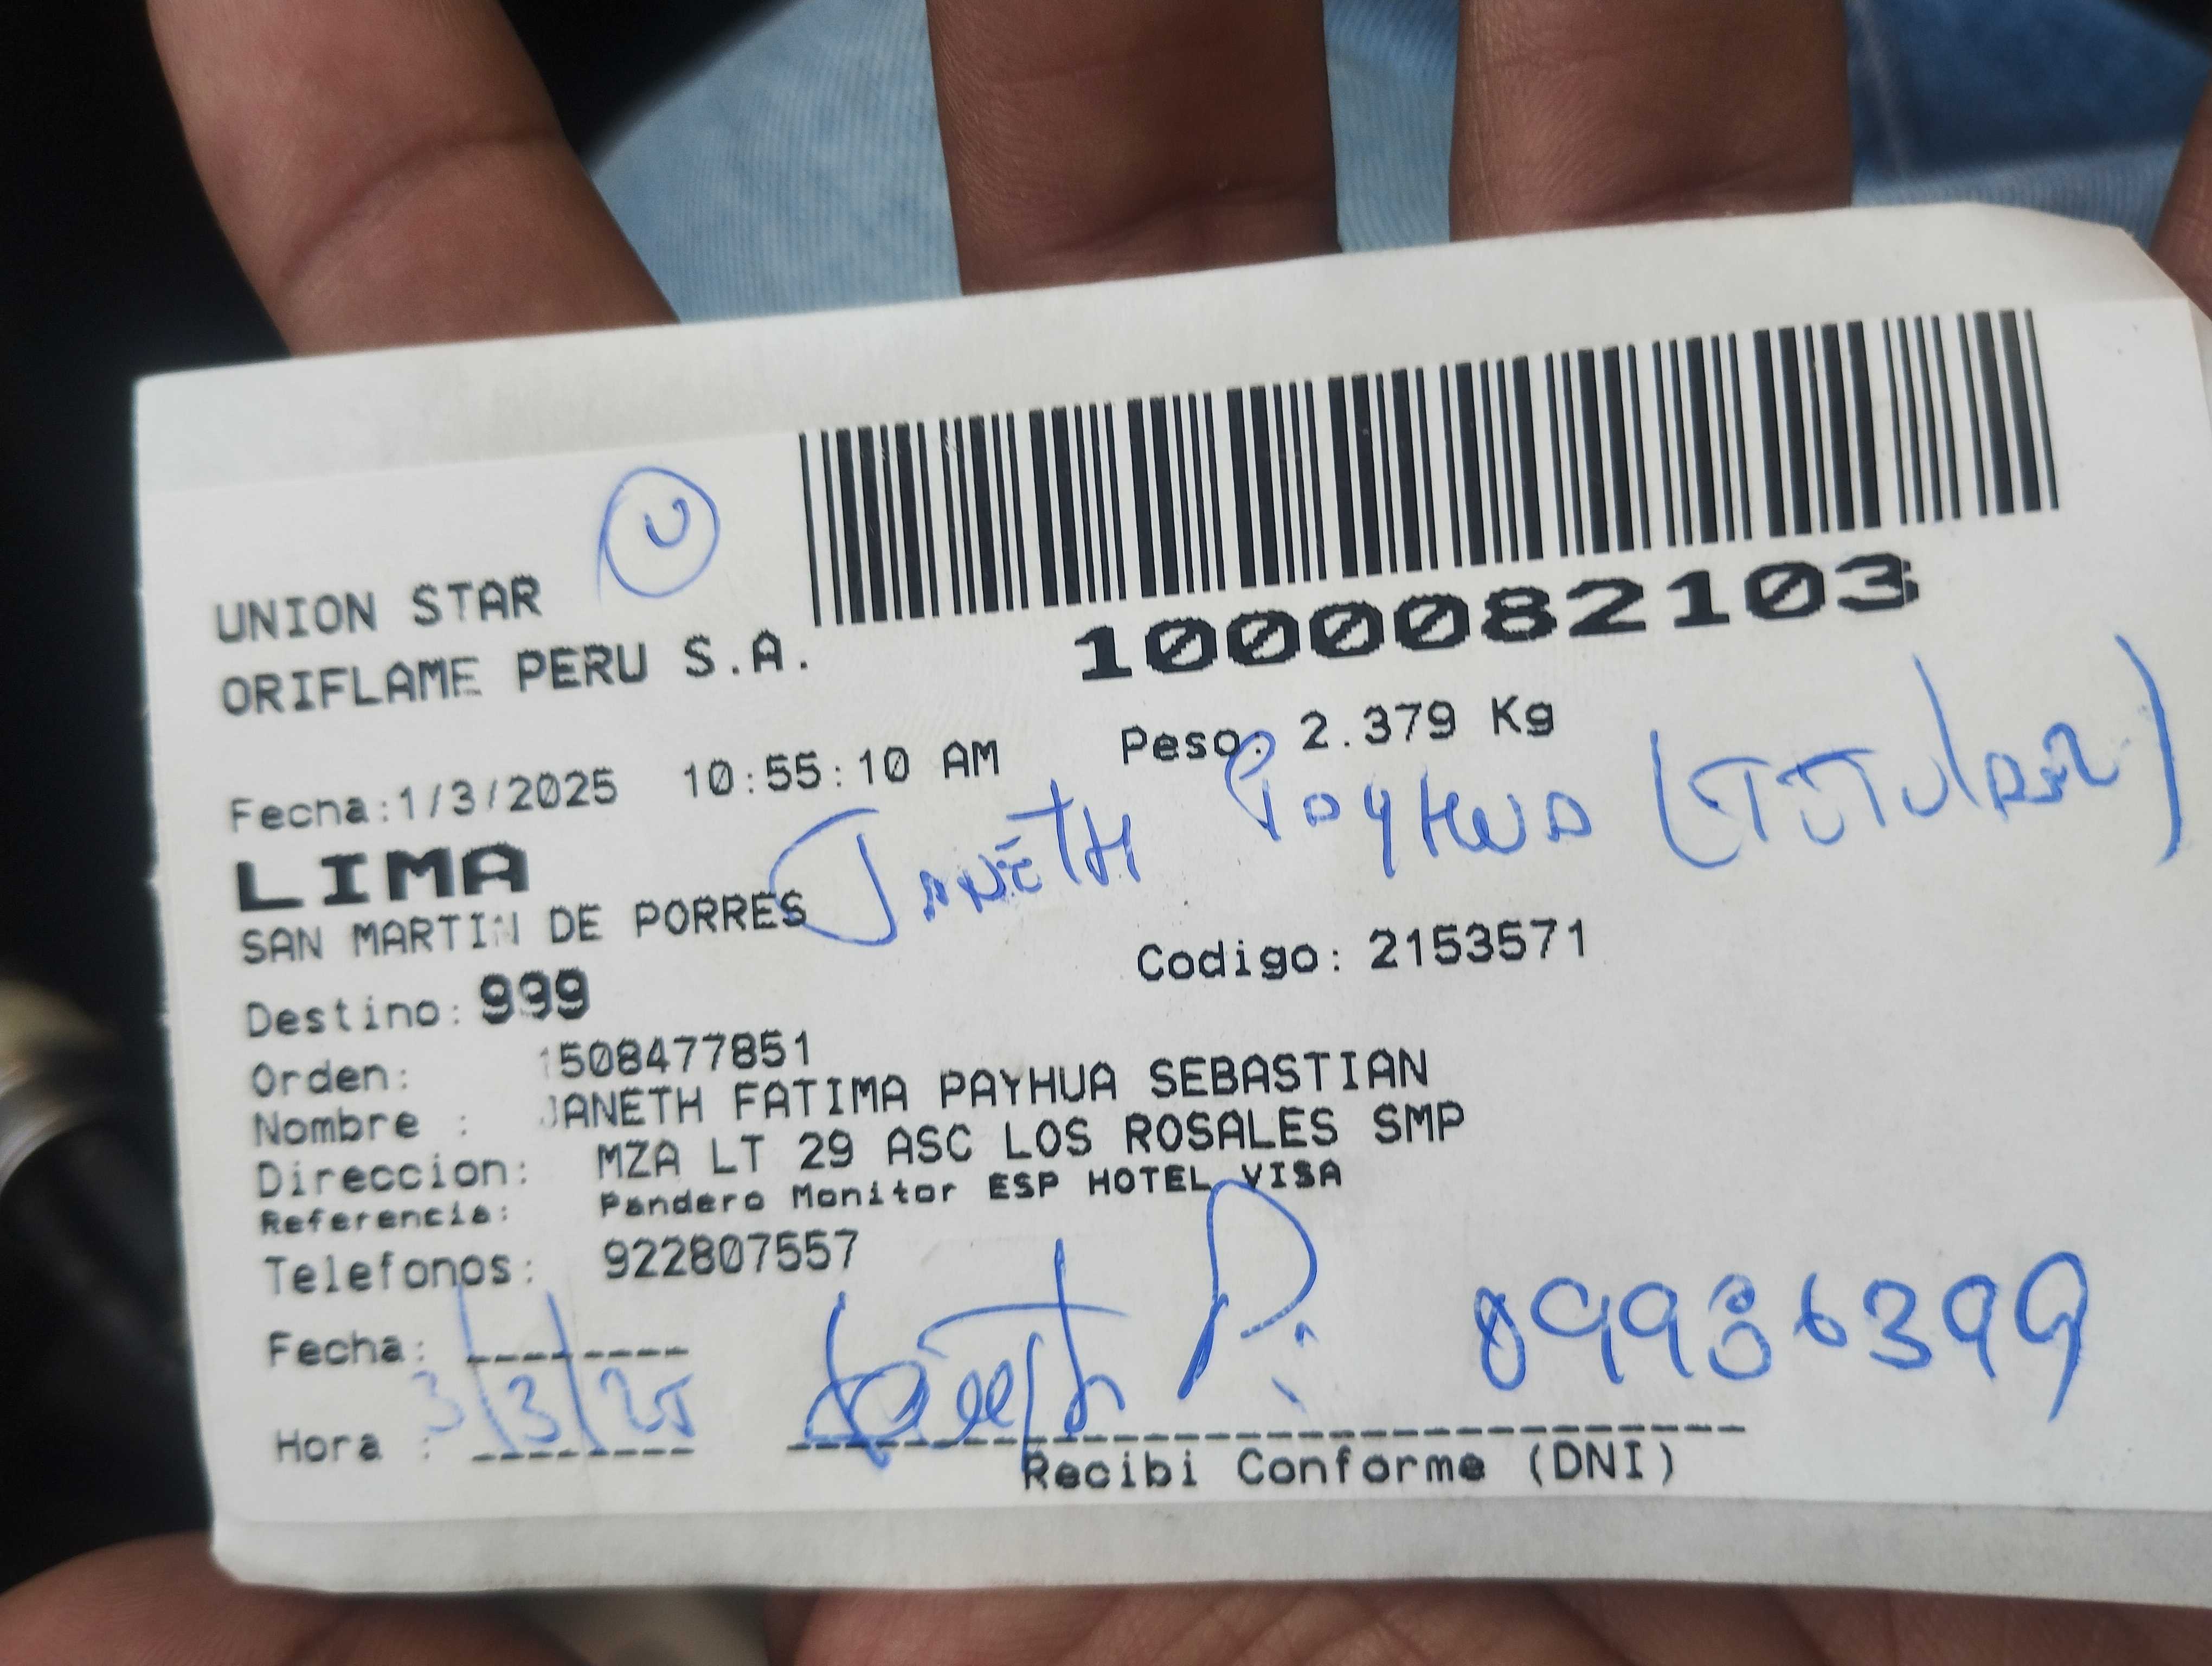 UNION STAR
ORIFLAME PERU S.A.
1000082103
Fecha:1/3/2025 10:55:10 AM Peso: 2.379 Kg
JANETH PAYHUA (TITULAR)
LIMA
SAN MARTIN DE PORRES
Codigo: 2153571
Destino: 999
Orden: 1508477851
Nombre : JANETH FATIMA PAYHUA SEBASTIAN
Direccion: MZA LT 29 ASC LOS ROSALES SMP
Referencia: Pandero Monitor ESP HOTEL VISA
Telefonos: 922807557
Fecha: 3/3/25
Janeth P. 09986399
Hora :
Recibi Conforme (DNI)